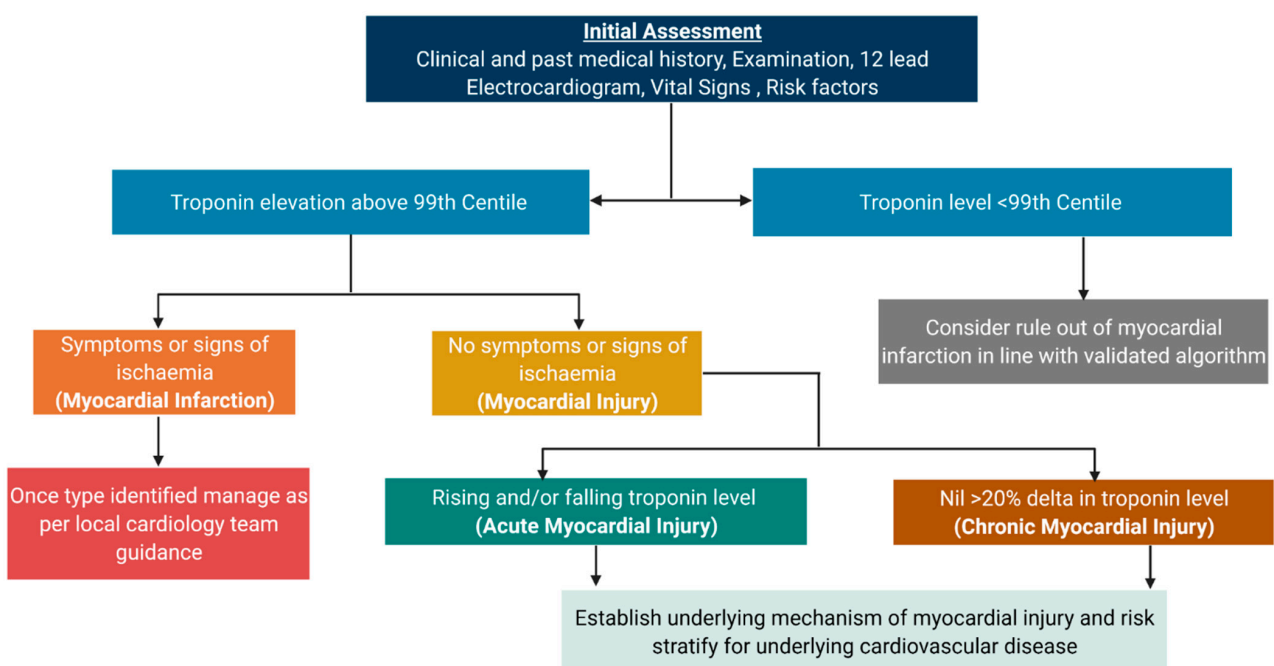 Initial Assessment
Clinical and past medical history, Examination, 12 lead
Electrocardiogram, Vital Signs , Risk factors
Troponin elevation above 99th Centile
Troponin level <99th Centile
Symptoms or signs of
ischaemia
(Myocardial Infarction)
No symptoms or signs of
ischaemia
(Myocardial Injury)
Consider rule out of myocardial
infarction in line with validated algorithm
Once type identified manage as
per local cardiology team
guidance
Rising and/or falling troponin level
(Acute Myocardial Injury)
Nil >20% delta in troponin level
(Chronic Myocardial Injury)
Establish underlying mechanism of myocardial injury and risk
stratify for underlying cardiovascular disease